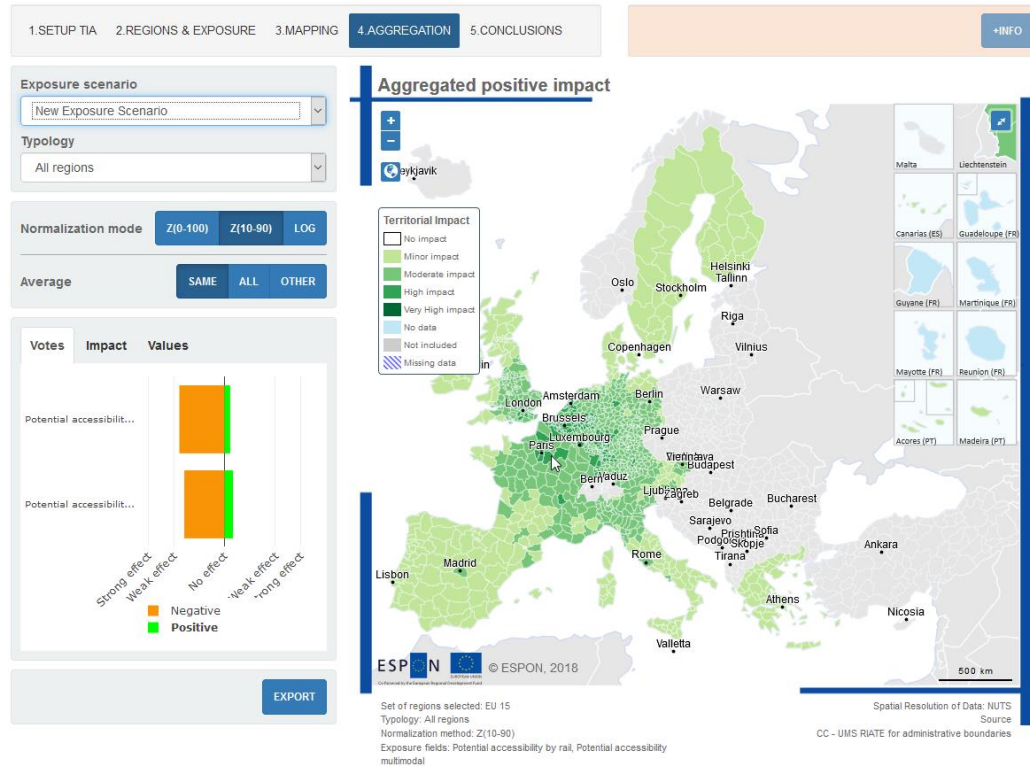 1.SETUP TIA 2.REGIONS & EXPOSURE 3.MAPPING 4.AGGREGATION 5.CONCLUSIONS
+INFO
Exposure scenario
New Exposure Scenario
Typology
All regions
Normalization mode Z(0-100) Z(10-90) LOG
Average SAME ALL OTHER
Votes Impact Values
Potential accessibilit...
Potential accessibilit...
Strong effect
Weak effect
No effect
Weak effect
Strong effect
Negative
Positive
EXPORT
Aggregated positive impact
+
−
eykjavik
Territorial Impact
No impact
Minor impact
Moderate impact
High impact
Very High impact
No data
Not included
Missing data
Malta
Liechtenstein
Canarias (ES)
Guadeloupe (FR)
Guyane (FR)
Martinique (FR)
Mayotte (FR)
Reunion (FR)
Acores (PT)
Madeira (PT)
Helsinki
Oslo
Tallinn
Stockholm
Riga
Copenhagen
Vilnius
in
Amsterdam
Berlin
Warsaw
London
Brussels
Prague
Luxembourg
Paris
Budapest
Bern
Vaduz
Zagreb
Belgrade
Bucharest
Sarajevo
Sofia
Skopje
Tirana
Ankara
Rome
Madrid
Lisbon
Athens
Nicosia
Valletta
ESPON
© ESPON, 2018
500 km
Set of regions selected: EU 15
Typology: All regions
Normalization method: Z(10-90)
Exposure fields: Potential accessibility by rail, Potential accessibility
multimodal
Spatial Resolution of Data: NUTS
Source
CC - UMS RIATE for administrative boundaries